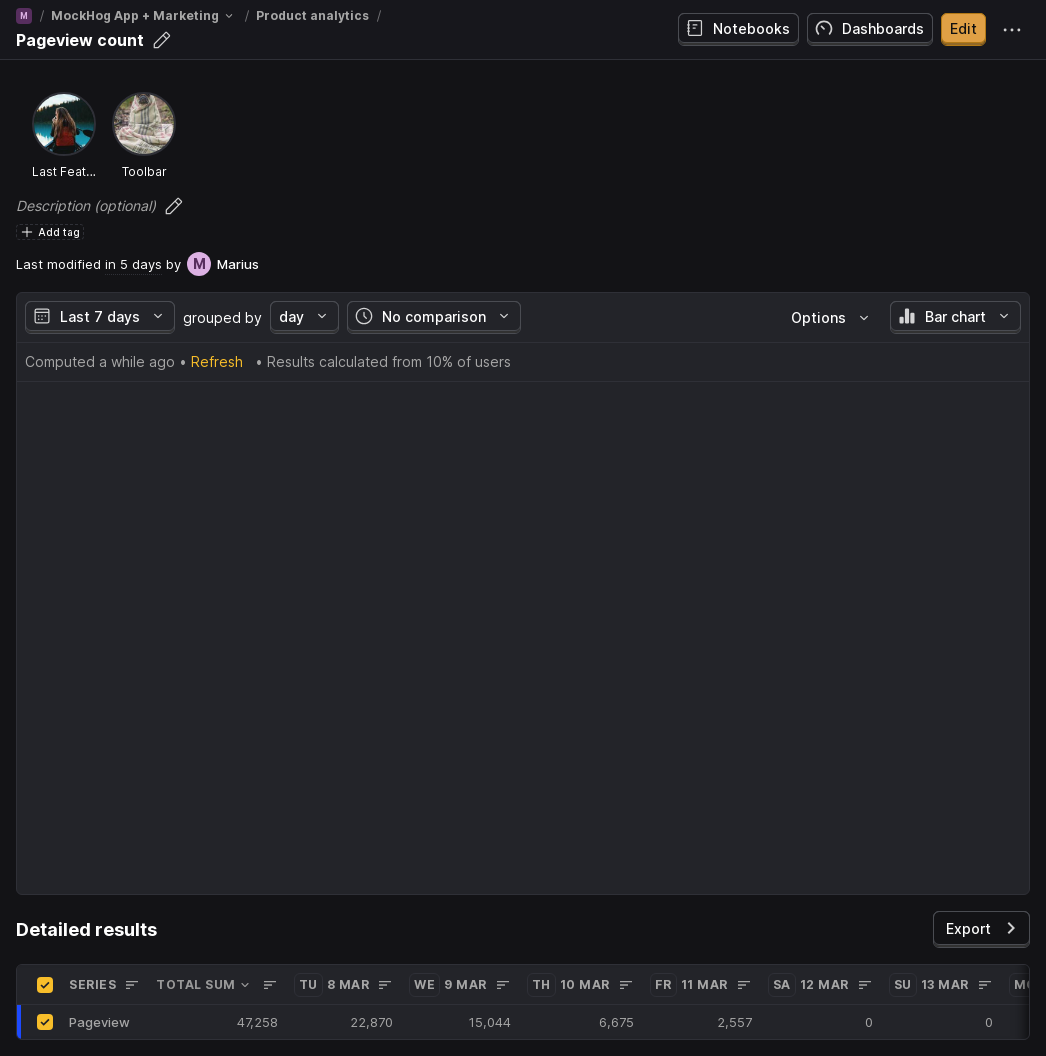 M / MockHog App + Marketing / Product analytics /
Pageview count
Notebooks
Dashboards
Edit
Last Feat...
Toolbar
Description (optional)
Add tag
Last modified in 5 days by M Marius
Last 7 days grouped by day No comparison Options Bar chart
Computed a while ago • Refresh • Results calculated from 10% of users
Detailed results
Export
SERIES TOTAL SUM TU 8 MAR WE 9 MAR TH 10 MAR FR 11 MAR SA 12 MAR SU 13 MAR MO
Pageview 47,258 22,870 15,044 6,675 2,557 0 0